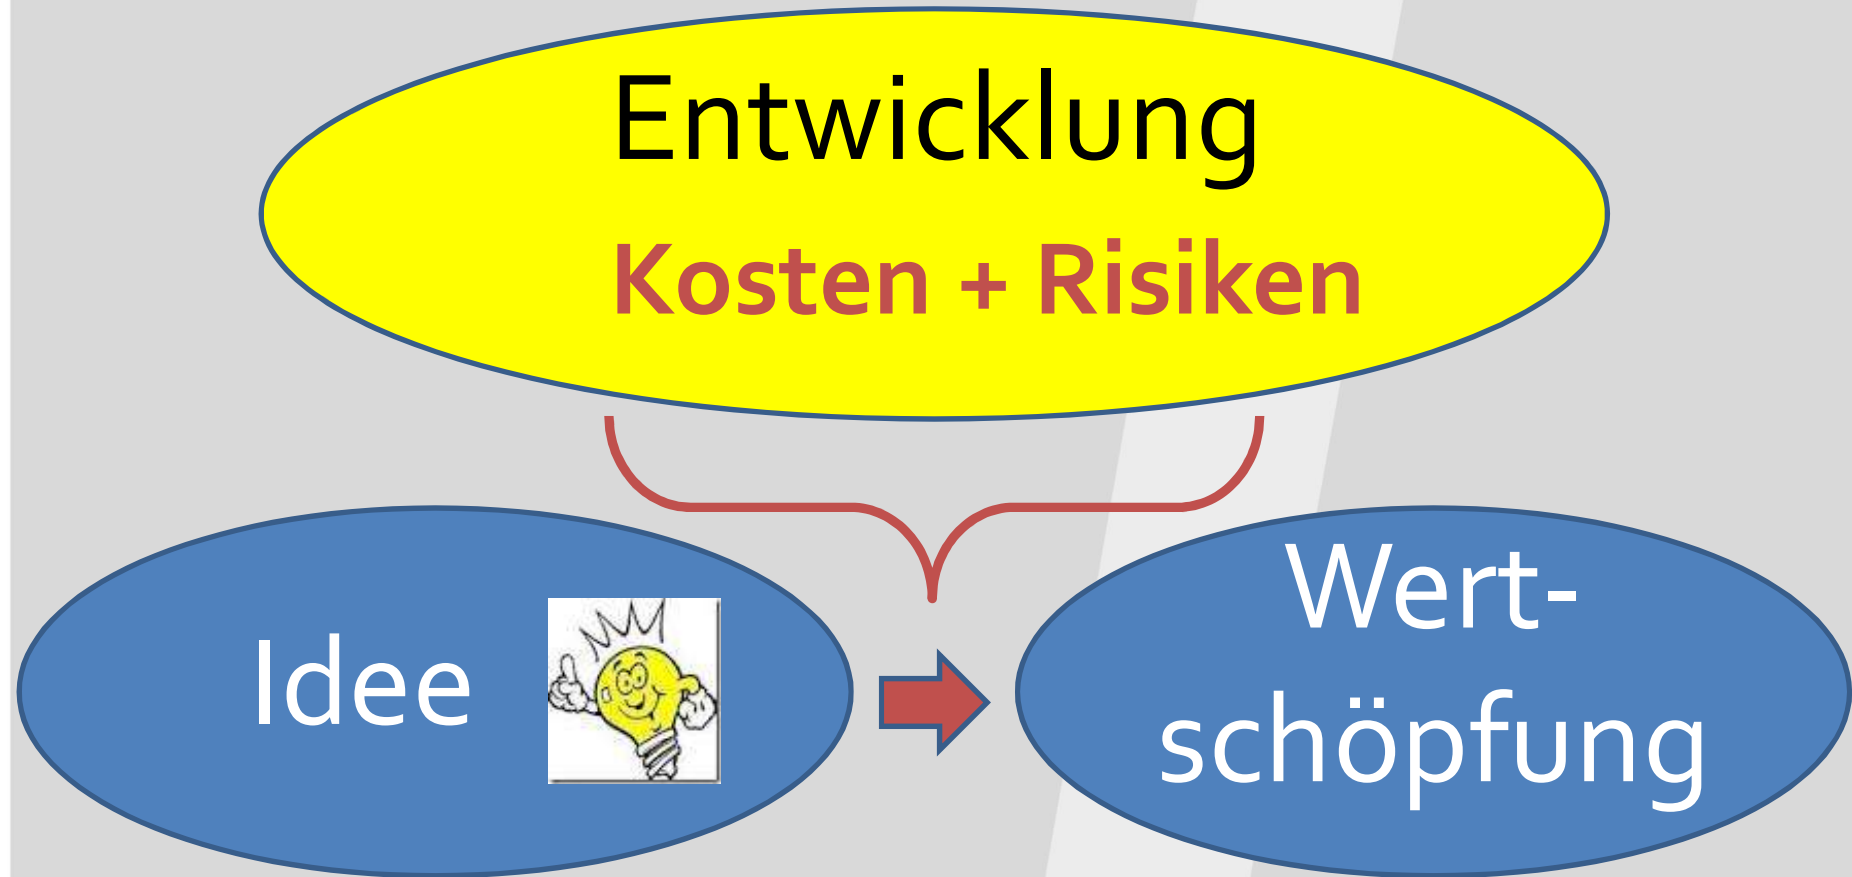 Entwicklung
Kosten + Risiken
Idee
Wert-
schöpfung